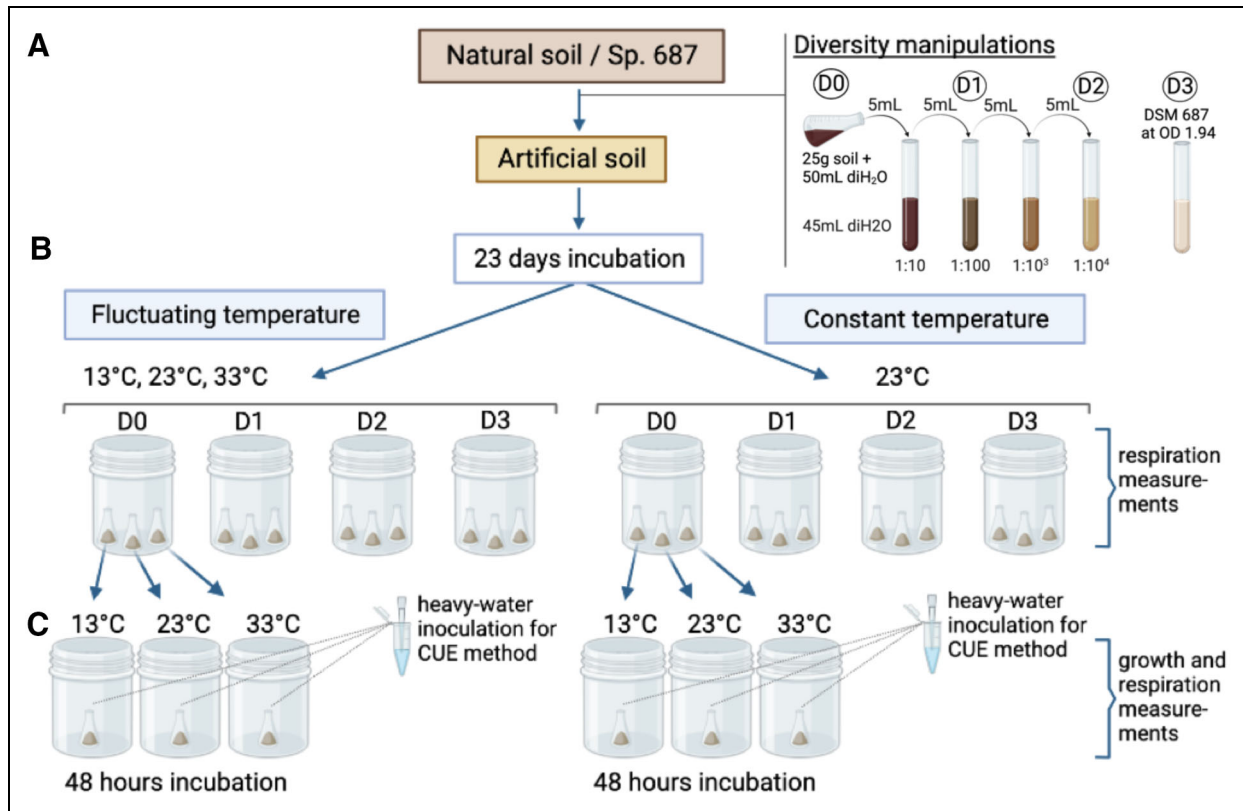 A
Natural soil / Sp. 687
Artificial soil
Diversity manipulations
D0
D1
D2
D3
5mL
5mL
5mL
5mL
DSM 687
at OD 1.94
25g soil +
50mL diH₂O
45mL diH2O
1:10
1:100
1:10³
1:10⁴
B
23 days incubation
Fluctuating temperature
Constant temperature
13°C, 23°C, 33°C
23°C
D0
D1
D2
D3
D0
D1
D2
D3
respiration
measure-
ments
C
13°C
23°C
33°C
heavy-water
inoculation for
CUE method
13°C
23°C
33°C
heavy-water
inoculation for
CUE method
growth and
respiration
measure-
ments
48 hours incubation
48 hours incubation